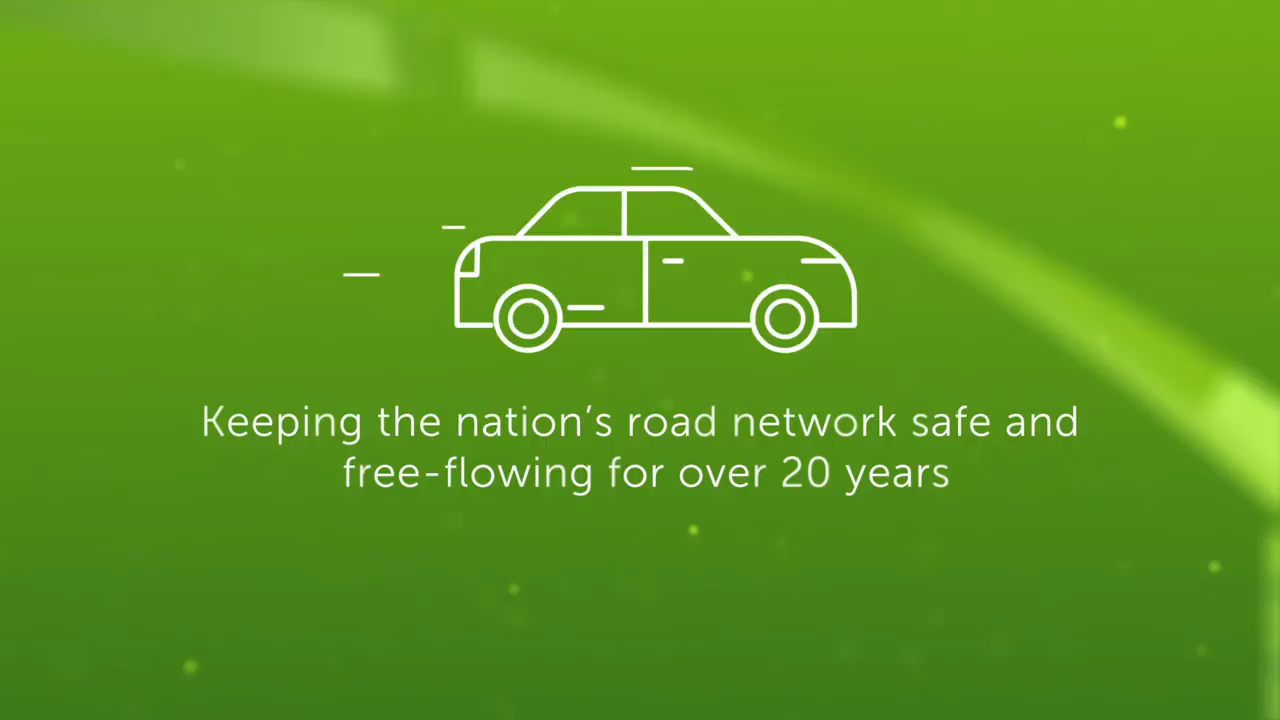 Keeping the nation’s road network safe and
free-flowing for over 20 years